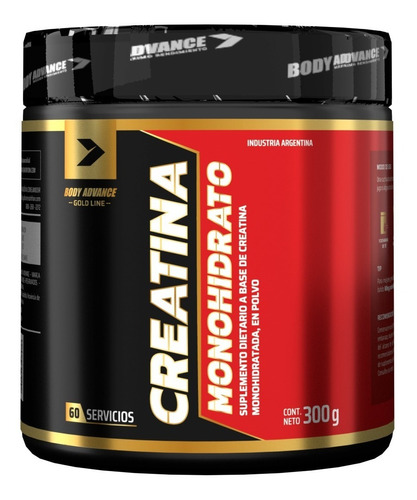 DVANCE
BODY ADVANCE
INDUSTRIA ARGENTINA
BODY ADVANCE
GOLD LINE
CREATINA
MONOHIDRATO
SUPLEMENTO DIETARIO A BASE DE CREATINA
MONOHIDRATADA, EN POLVO
60 SERVICIOS
CONT.
NETO 300 g